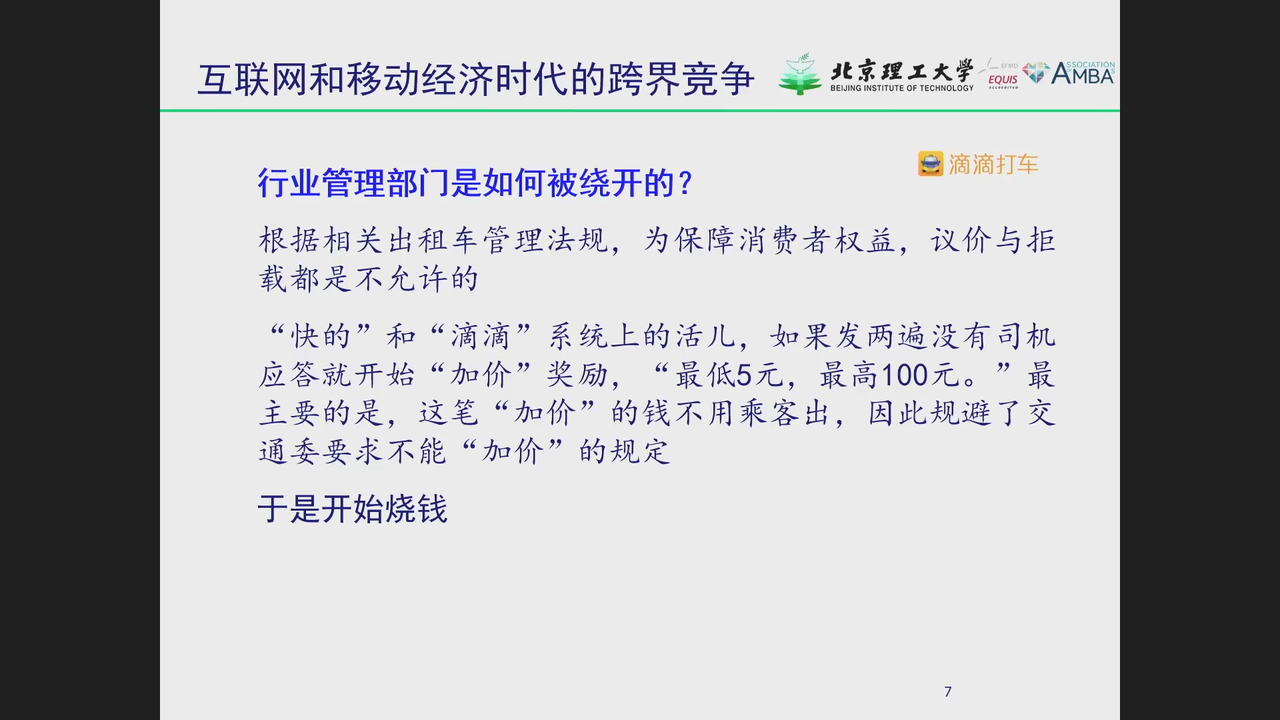 互联网和移动经济时代的跨界竞争
北京理工大学
BEIJING INSTITUTE OF TECHNOLOGY
EFMD
EQUIS
ACCREDITED
ASSOCIATION
AMBA
滴滴打车
行业管理部门是如何被绕开的？
根据相关出租车管理法规，为保障消费者权益，议价与拒
载都是不允许的
“快的”和“滴滴”系统上的活儿，如果发两遍没有司机
应答就开始“加价”奖励，“最低5元，最高100元。”最
主要的是，这笔“加价”的钱不用乘客出，因此规避了交
通委要求不能“加价”的规定
于是开始烧钱
7